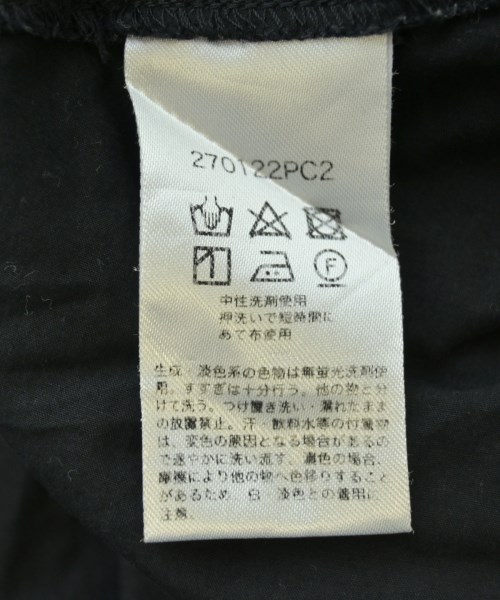 270122PC2
F
中性洗剤使用
押洗いで短時間に
あて布使用
生成・淡色系の色物は無蛍光洗剤使
用。すすぎは十分行う。他の物と分
けて洗う。つけ置き洗い・濡れたまま
の放置禁止。汗・飲料水等の付着等
は、変色の原因となる場合があるの
で速やかに洗い流す。濃色の場合、
摩擦により他の物へ色移りすること
があるため 白・淡色との着用に
注意。